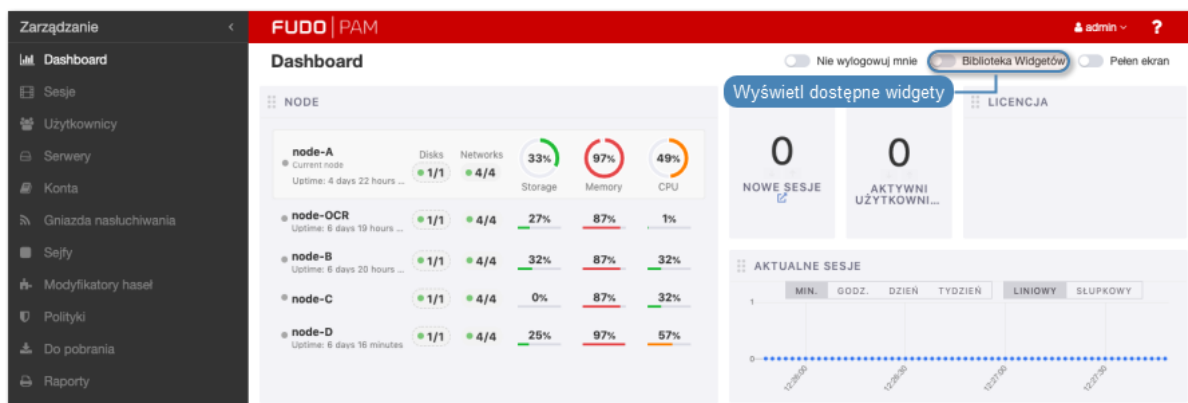 Zarządzanie
FUDO PAM
admin
?
Dashboard
Sesje
Użytkownicy
Serwery
Konta
Gniazda nasłuchiwania
Sejfy
Modyfikatory haseł
Polityki
Do pobrania
Raporty
Dashboard
Nie wylogowuj mnie
Biblioteka Widgetów
Pełen ekran
Wyświetl dostępne widgety
NODE
node-A
Current node
Uptime: 4 days 22 hours ...
Disks
1/1
Networks
4/4
33%
Storage
97%
Memory
49%
CPU
node-OCR
Uptime: 6 days 19 hours ...
1/1 4/4 27% 87% 1%
node-B
Uptime: 6 days 20 hours ...
1/1 4/4 32% 87% 32%
node-C
1/1 4/4 0% 87% 32%
node-D
Uptime: 6 days 16 minutes
1/1 4/4 25% 97% 57%
0
NOWE SESJE
0
AKTYWNI
UŻYTKOWNI...
LICENCJA
AKTUALNE SESJE
MIN. GODZ. DZIEŃ TYDZIEŃ
LINIOWY SŁUPKOWY
1
0
12:26:00 12:26:30 12:27:00 12:27:30